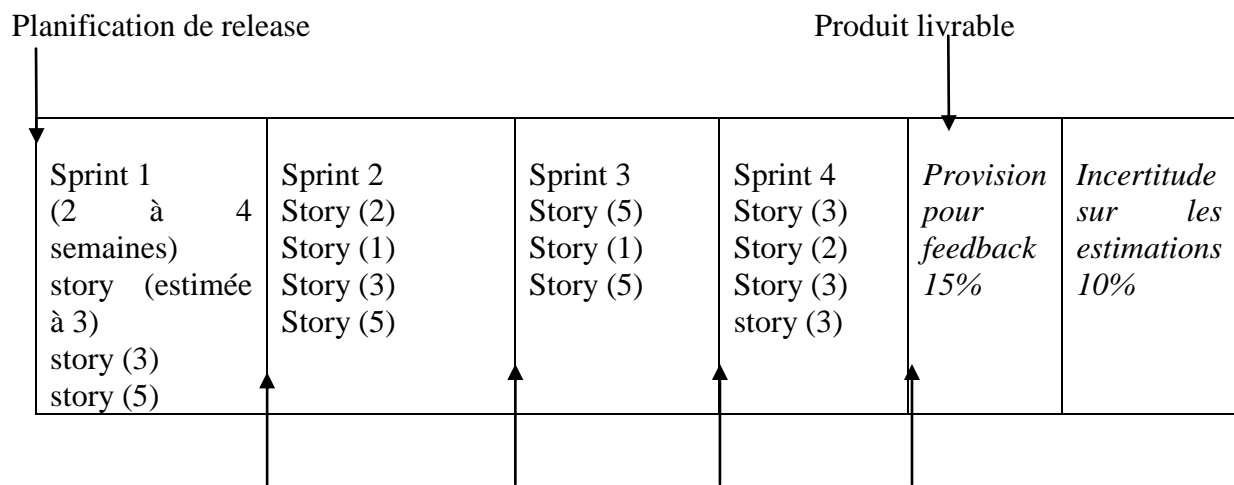 Planification de release
Produit livrable
Sprint 1
(2 à 4
semaines)
story (estimée
à 3)
story (3)
story (5)
Sprint 2
Story (2)
Story (1)
Story (3)
Story (5)
Sprint 3
Story (5)
Story (1)
Story (5)
Sprint 4
Story (3)
Story (2)
Story (3)
story (3)
Provision
pour
feedback
15%
Incertitude
sur les
estimations
10%